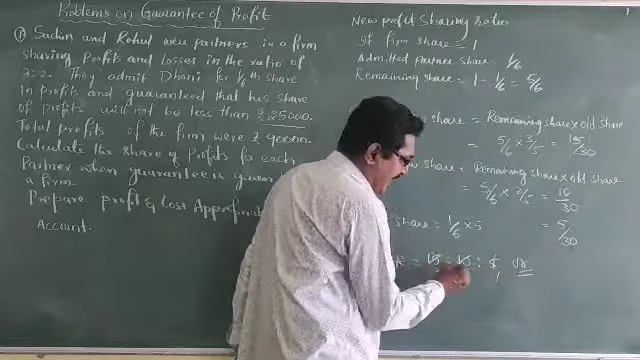 Problems on Guarantee of Profit
1) Sachin and Rahul were partners in a firm
sharing profits and losses in the ratio of
3:2. They admit Dhoni for 1/6th share
in profits and guaranteed that his share
of profits will not be less than ₹ 25000.
Total profits of the firm were ₹ 90000.
Calculate the share of Profits for each
Partner when guarantee is
a firm.
Prepare profit & Loss
Account.
New profit sharing ratio
If firm share = 1
Admitted partner share = 1/6
Remaining share = 1 - 1/6 = 5/6
share = Remaining share x old share
= 5/6 x 3/5 = 15/30
share = Remaining share x old share
= 5/6 x 2/5 = 10/30
share = 1/6 x 5 = 5/30
= 15 : 10 : 5